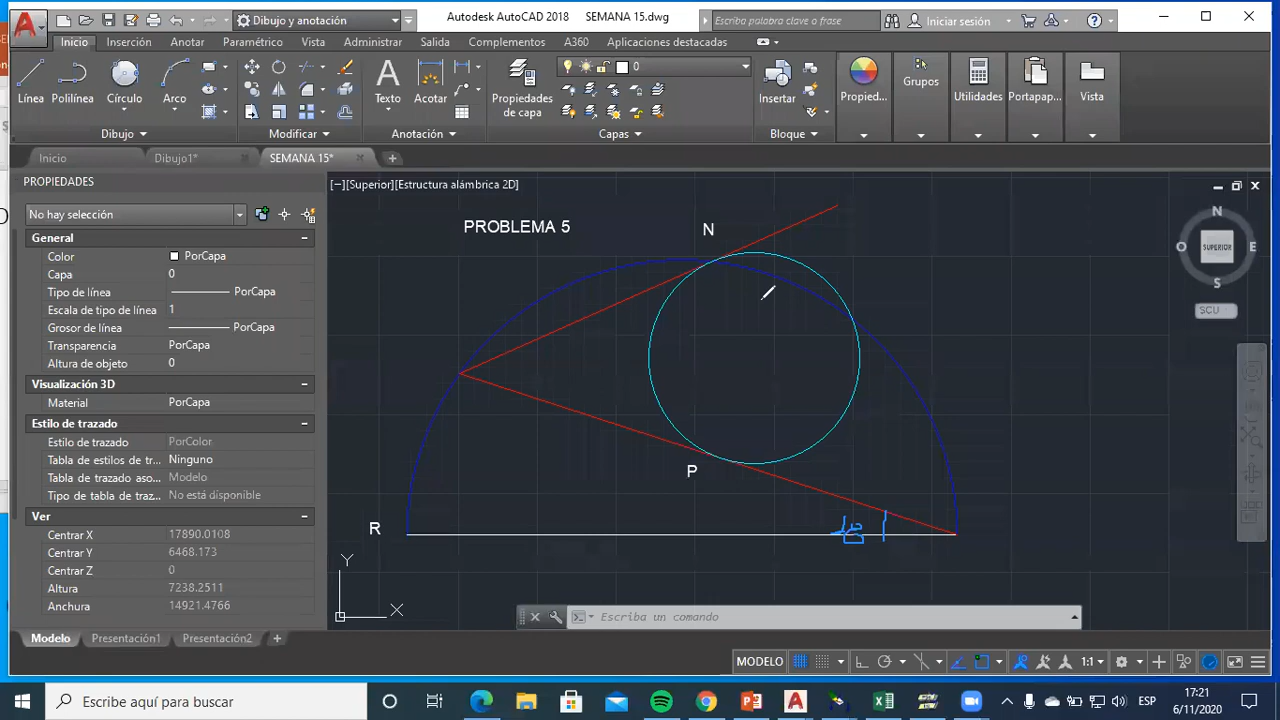 Dibujo y anotación
Autodesk AutoCAD 2018 SEMANA 15.dwg
Escriba palabra clave o frase
Iniciar sesión
Inicio Inserción Anotar Paramétrico Vista Administrar Salida Complementos A360 Aplicaciones destacadas
0
Línea Polilínea Círculo Arco
Texto Acotar
Propiedades de capa
Insertar
Propied... Grupos Utilidades Portapap... Vista
Dibujo Modificar Anotación Capas Bloque
Inicio Dibujo1* SEMANA 15*
PROPIEDADES
[−][Superior][Estructura alámbrica 2D]
No hay selección
General
Color PorCapa
Capa 0
Tipo de línea PorCapa
Escala de tipo de línea 1
Grosor de línea PorCapa
Transparencia PorCapa
Altura de objeto 0
Visualización 3D
Material PorCapa
Estilo de trazado
Estilo de trazado PorColor
Tabla de estilos de tr... Ninguno
Tabla de trazado aso... Modelo
Tipo de tabla de traz... No está disponible
Ver
Centrar X 17890.0108
Centrar Y 6468.173
Centrar Z 0
Altura 7238.2511
Anchura 14921.4766
PROBLEMA 5
N
P
R
N
O SUPERIOR E
S
SCU
Y
X
Escriba un comando
Modelo Presentación1 Presentación2
MODELO
1:1
Escribe aquí para buscar
ESP
17:21
6/11/2020